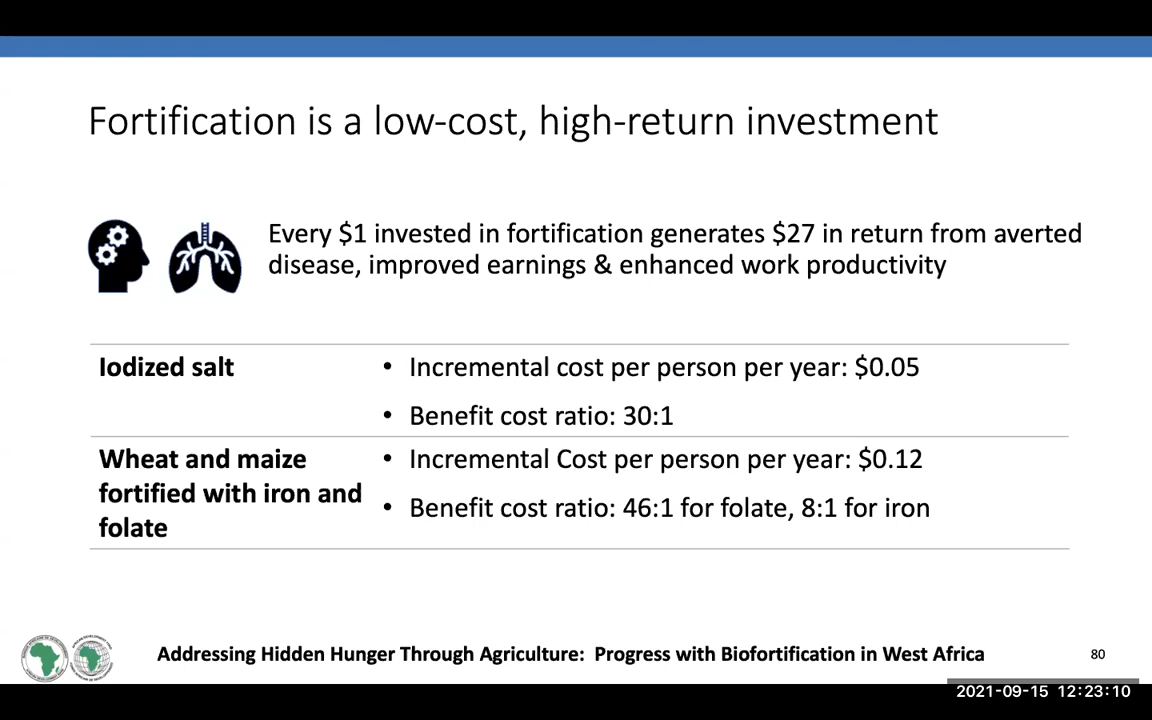 Fortification is a low-cost, high-return investment
Every $1 invested in fortification generates $27 in return from averted
disease, improved earnings & enhanced work productivity
Iodized salt
• Incremental cost per person per year: $0.05
• Benefit cost ratio: 30:1
Wheat and maize
fortified with iron and
folate
• Incremental Cost per person per year: $0.12
• Benefit cost ratio: 46:1 for folate, 8:1 for iron
Addressing Hidden Hunger Through Agriculture: Progress with Biofortification in West Africa
80
2021-09-15 12:23:10